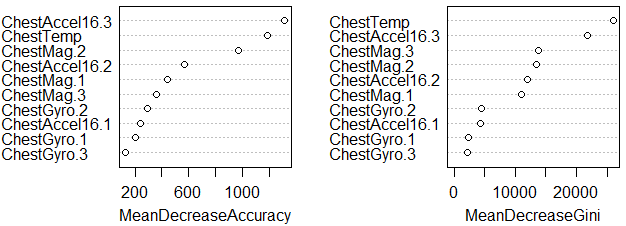 ChestAccel16.3
ChestTemp
ChestMag.2
ChestAccel16.2
ChestMag.1
ChestMag.3
ChestGyro.2
ChestAccel16.1
ChestGyro.1
ChestGyro.3
200 600 1000
MeanDecreaseAccuracy
ChestTemp
ChestAccel16.3
ChestMag.3
ChestMag.2
ChestAccel16.2
ChestMag.1
ChestGyro.2
ChestAccel16.1
ChestGyro.1
ChestGyro.3
0 10000 20000
MeanDecreaseGini